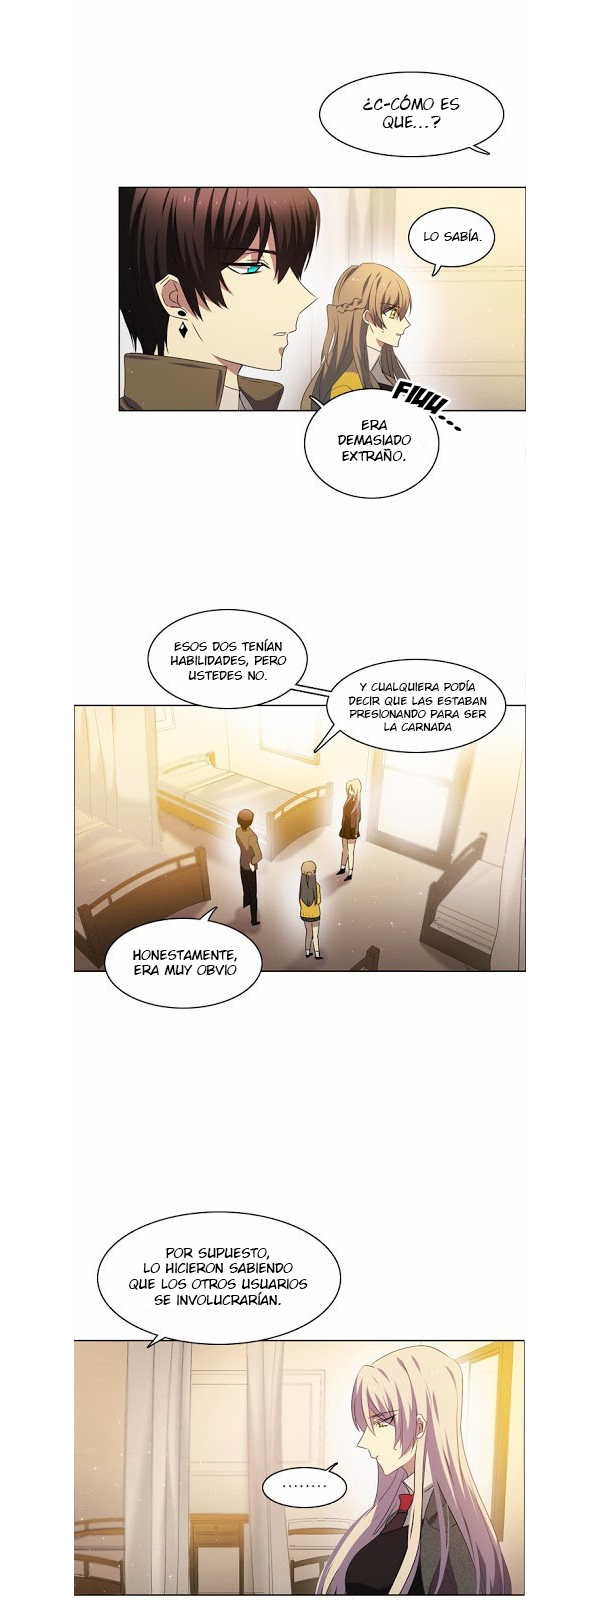 ¿C-CÓMO ES
QUE...?
LO SABÍA.
FIUU...
ERA
DEMASIADO
EXTRAÑO.
ESOS DOS TENÍAN
HABILIDADES, PERO
USTEDES NO.
Y CUALQUIERA PODÍA
DECIR QUE LAS ESTABAN
PRESIONANDO PARA SER
LA CARNADA
HONESTAMENTE,
ERA MUY OBVIO
POR SUPUESTO,
LO HICIERON SABIENDO
QUE LOS OTROS USUARIOS
SE INVOLUCRARÍAN.
........